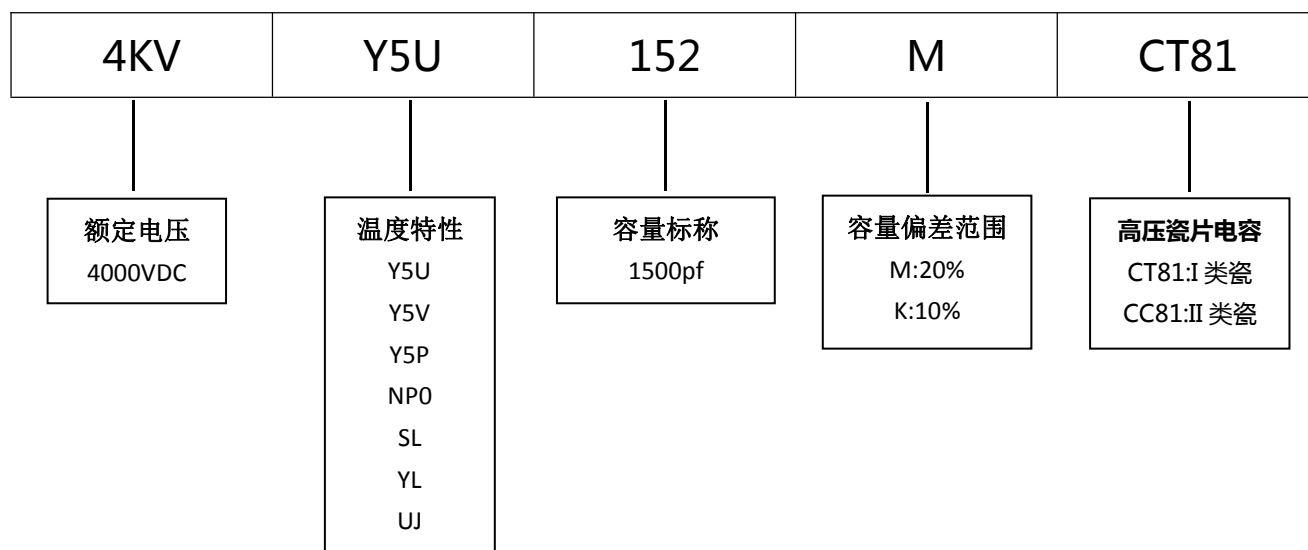 4KV Y5U 152 M CT81
额定电压
4000VDC
温度特性
Y5U
Y5V
Y5P
NP0
SL
YL
UJ
容量标称
1500pf
容量偏差范围
M:20%
K:10%
高压瓷片电容
CT81:I 类瓷
CC81:II 类瓷